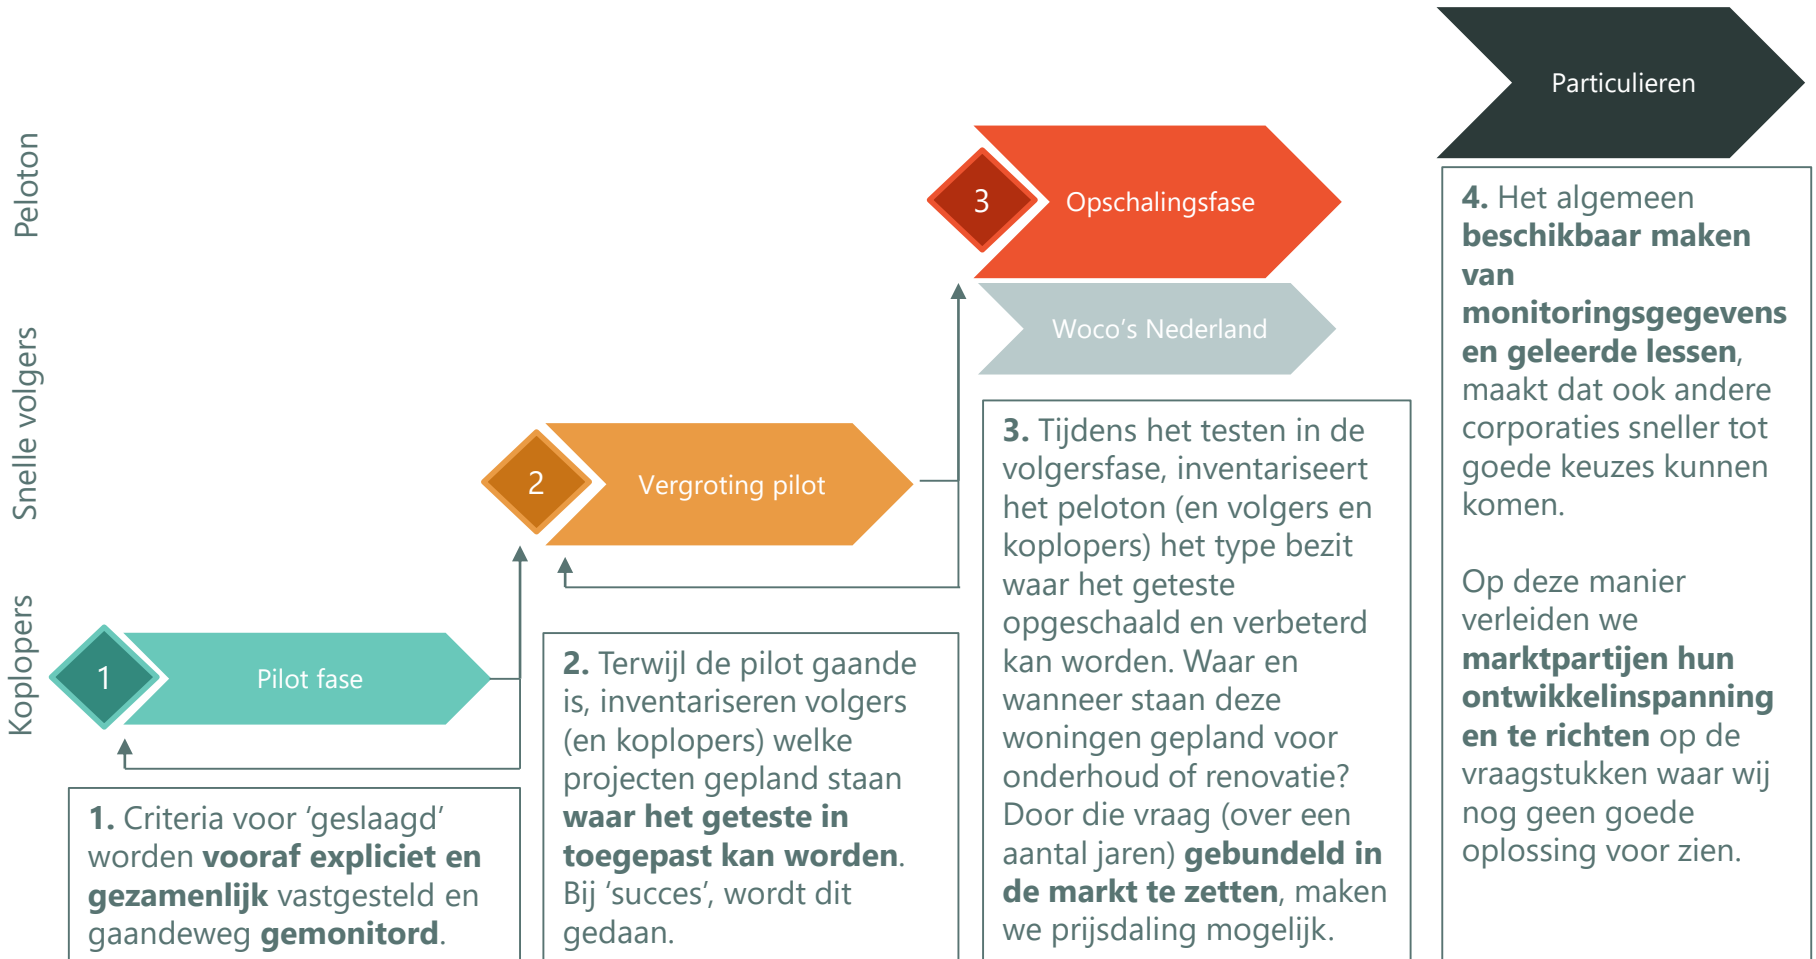 Peloton
Snelle volgers
Koplopers
1
Pilot fase
1. Criteria voor ‘geslaagd’
worden vooraf expliciet en
gezamenlijk vastgesteld en
gaandeweg gemonitord.
2
Vergroting pilot
2. Terwijl de pilot gaande
is, inventariseren volgers
(en koplopers) welke
projecten gepland staan
waar het geteste in
toegepast kan worden.
Bij ‘succes’, wordt dit
gedaan.
3
Opschalingsfase
Woco’s Nederland
3. Tijdens het testen in de
volgersfase, inventariseert
het peloton (en volgers en
koplopers) het type bezit
waar het geteste
opgeschaald en verbeterd
kan worden. Waar en
wanneer staan deze
woningen gepland voor
onderhoud of renovatie?
Door die vraag (over een
aantal jaren) gebundeld in
de markt te zetten, maken
we prijsdaling mogelijk.
Particulieren
4. Het algemeen
beschikbaar maken
van
monitoringsgegevens
en geleerde lessen,
maakt dat ook andere
corporaties sneller tot
goede keuzes kunnen
komen.
Op deze manier
verleiden we
marktpartijen hun
ontwikkelinspanning
en te richten op de
vraagstukken waar wij
nog geen goede
oplossing voor zien.